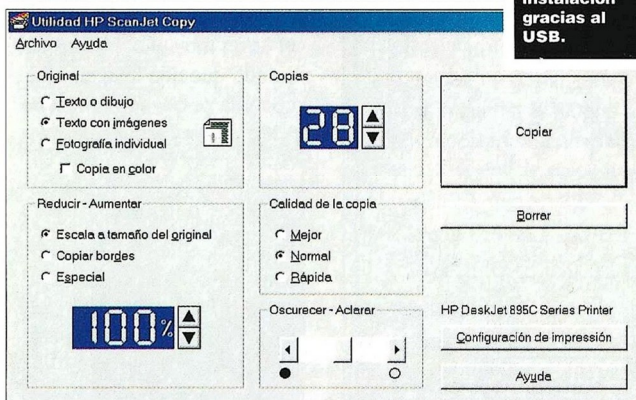 instalación
gracias al
USB.
Utilidad HP ScanJet Copy
Archivo Ayuda
Original
Texto o dibujo
Texto con imágenes
Fotografía individual
Copia en color
Copias
28
Copiar
Reducir - Aumentar
Escala a tamaño del original
Copiar bordes
Especial
100%
Calidad de la copia
Mejor
Normal
Rápida
Borrar
Oscurecer - Aclarar
HP DeskJet 895C Series Printer
Configuración de impresión
Ayuda